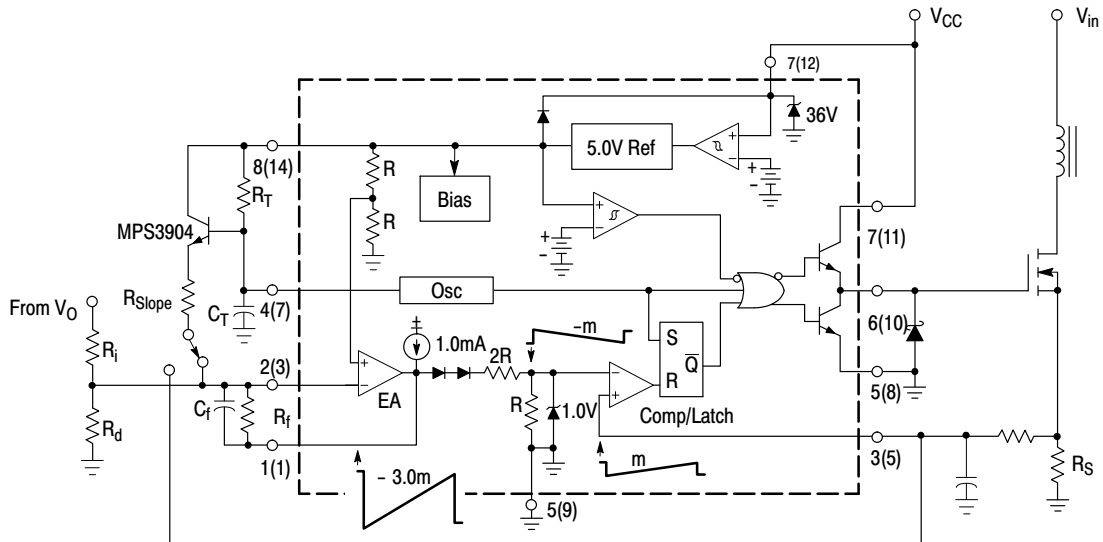 V_CC
V_in
7(12)
36V
5.0V Ref
+
−
+
−
8(14)
R
R_T
Bias
R
MPS3904
+
−
+
−
7(11)
R_Slope
Osc
From V_O
C_T
4(7)
6(10)
1.0mA
−m
S
R_i
2R
Q̅
2(3)
+
−
−
+
R
5(8)
EA
R
1.0V
Comp/Latch
C_f
R_f
R_d
1(1)
3(5)
− 3.0m
m
R_S
5(9)